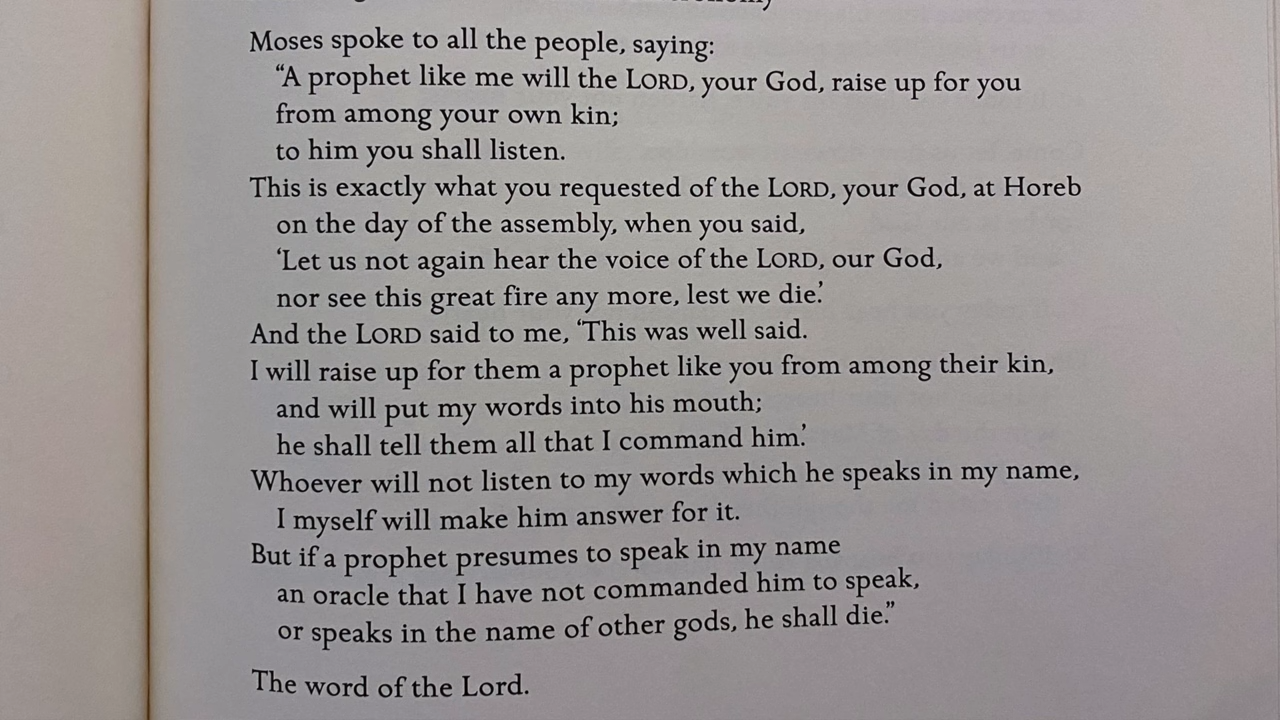 Moses spoke to all the people, saying:
“A prophet like me will the LORD, your God, raise up for you
from among your own kin;
to him you shall listen.
This is exactly what you requested of the LORD, your God, at Horeb
on the day of the assembly, when you said,
‘Let us not again hear the voice of the LORD, our God,
nor see this great fire any more, lest we die.’
And the LORD said to me, ‘This was well said.
I will raise up for them a prophet like you from among their kin,
and will put my words into his mouth;
he shall tell them all that I command him.’
Whoever will not listen to my words which he speaks in my name,
I myself will make him answer for it.
But if a prophet presumes to speak in my name
an oracle that I have not commanded him to speak,
or speaks in the name of other gods, he shall die.”
The word of the Lord.